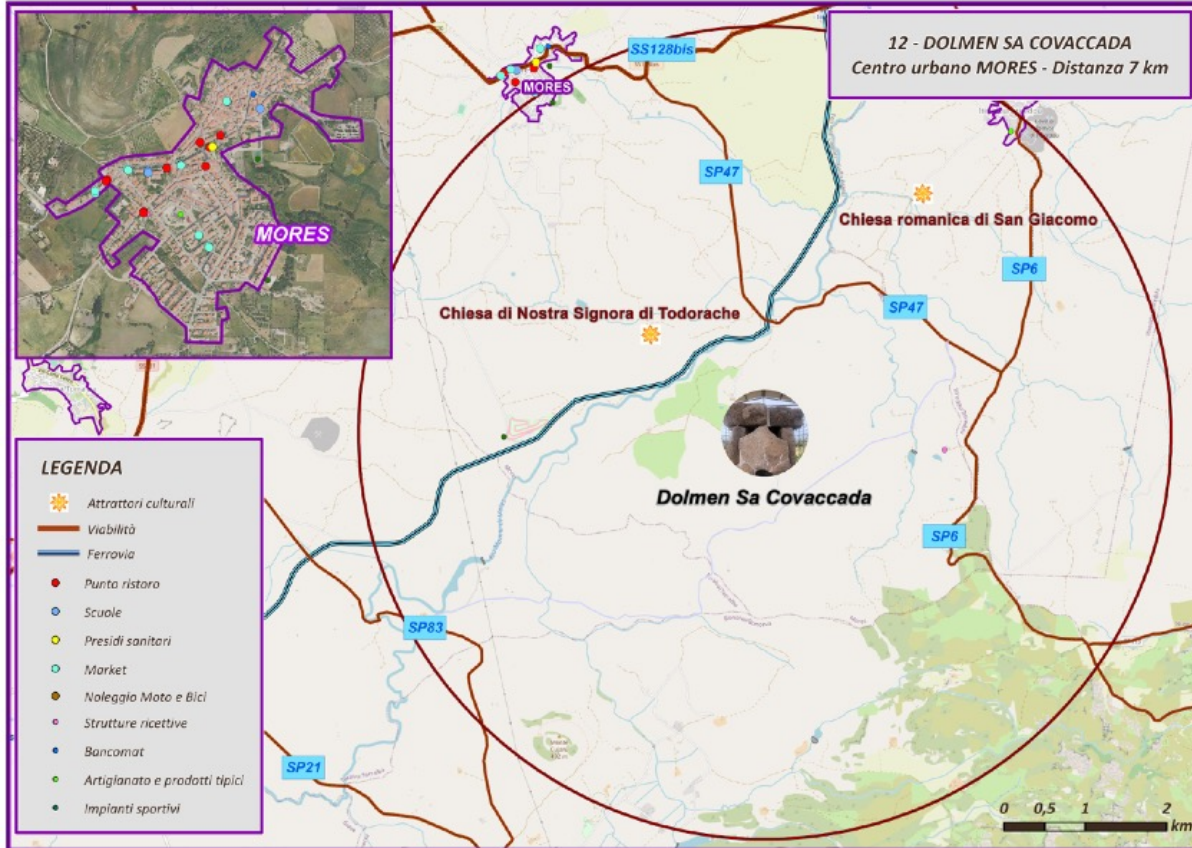 12 - DOLMEN SA COVACCADA
Centro urbano MORES - Distanza 7 km
MORES
SS128bis
MORES
SP47
Chiesa romanica di San Giacomo
SP6
SP47
Chiesa di Nostra Signora di Todorache
Dolmen Sa Covaccada
SP6
SP83
SP21
LEGENDA
Attrattori culturali
Viabilità
Ferrovia
Punto ristoro
Scuole
Presidi sanitari
Market
Noleggio Moto e Bici
Strutture ricettive
Bancomat
Artigianato e prodotti tipici
Impianti sportivi
0 0,5 1 2
km